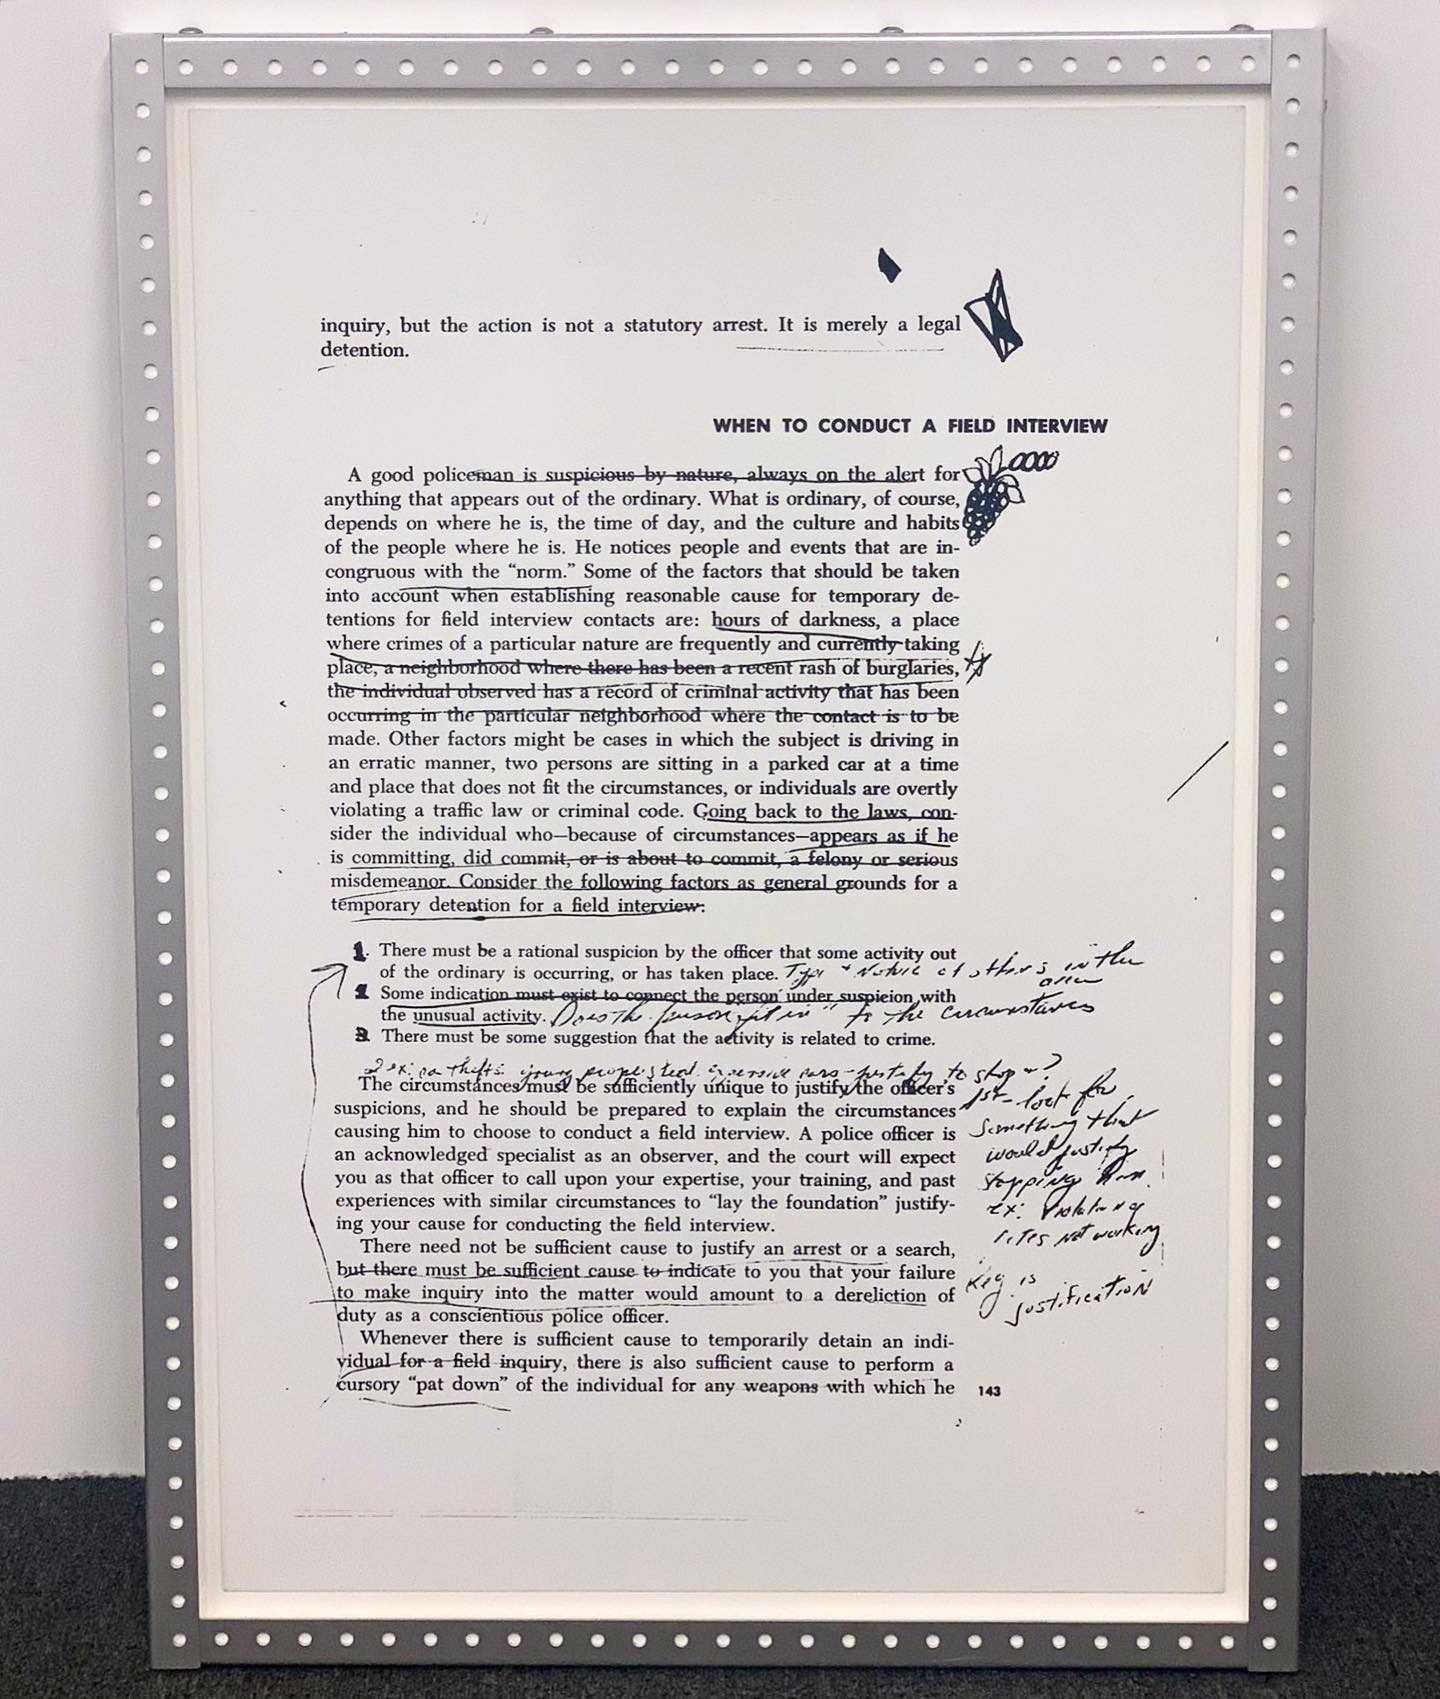 inquiry, but the action is not a statutory arrest. It is merely a legal
detention.
WHEN TO CONDUCT A FIELD INTERVIEW
A good policeman is suspicious by nature, always on the alert for
anything that appears out of the ordinary. What is ordinary, of course,
depends on where he is, the time of day, and the culture and habits
of the people where he is. He notices people and events that are in-
congruous with the “norm.” Some of the factors that should be taken
into account when establishing reasonable cause for temporary de-
tentions for field interview contacts are: hours of darkness, a place
where crimes of a particular nature are frequently and currently taking
place, a neighborhood where there has been a recent rash of burglaries,
the individual observed has a record of criminal activity that has been
occurring in the particular neighborhood where the contact is to be
made. Other factors might be cases in which the subject is driving in
an erratic manner, two persons are sitting in a parked car at a time
and place that does not fit the circumstances, or individuals are overtly
violating a traffic law or criminal code. Going back to the laws, con-
sider the individual who—because of circumstances—appears as if he
is committing, did commit, or is about to commit, a felony or serious
misdemeanor. Consider the following factors as general grounds for a
temporary detention for a field interview:
1. There must be a rational suspicion by the officer that some activity out
of the ordinary is occurring, or has taken place. Type + Nature of others in the
area
2 Some indication must exist to connect the person under suspicion with
the unusual activity. Does the person "fit in" to the circumstances
3. There must be some suggestion that the activity is related to crime.
ex: car thefts: young people justify to stop ?
The circumstances must be sufficiently unique to justify the officer's
suspicions, and he should be prepared to explain the circumstances
causing him to choose to conduct a field interview. A police officer is
an acknowledged specialist as an observer, and the court will expect
you as that officer to call upon your expertise, your training, and past
experiences with similar circumstances to “lay the foundation” justify-
ing your cause for conducting the field interview.
1st - look for
something that
would justify
stopping him.
ex: violating
lites not working
There need not be sufficient cause to justify an arrest or a search,
but there must be sufficient cause to indicate to you that your failure
to make inquiry into the matter would amount to a dereliction of
duty as a conscientious police officer.
Key is
justification
Whenever there is sufficient cause to temporarily detain an indi-
vidual for a field inquiry, there is also sufficient cause to perform a
cursory “pat down” of the individual for any weapons with which he
143